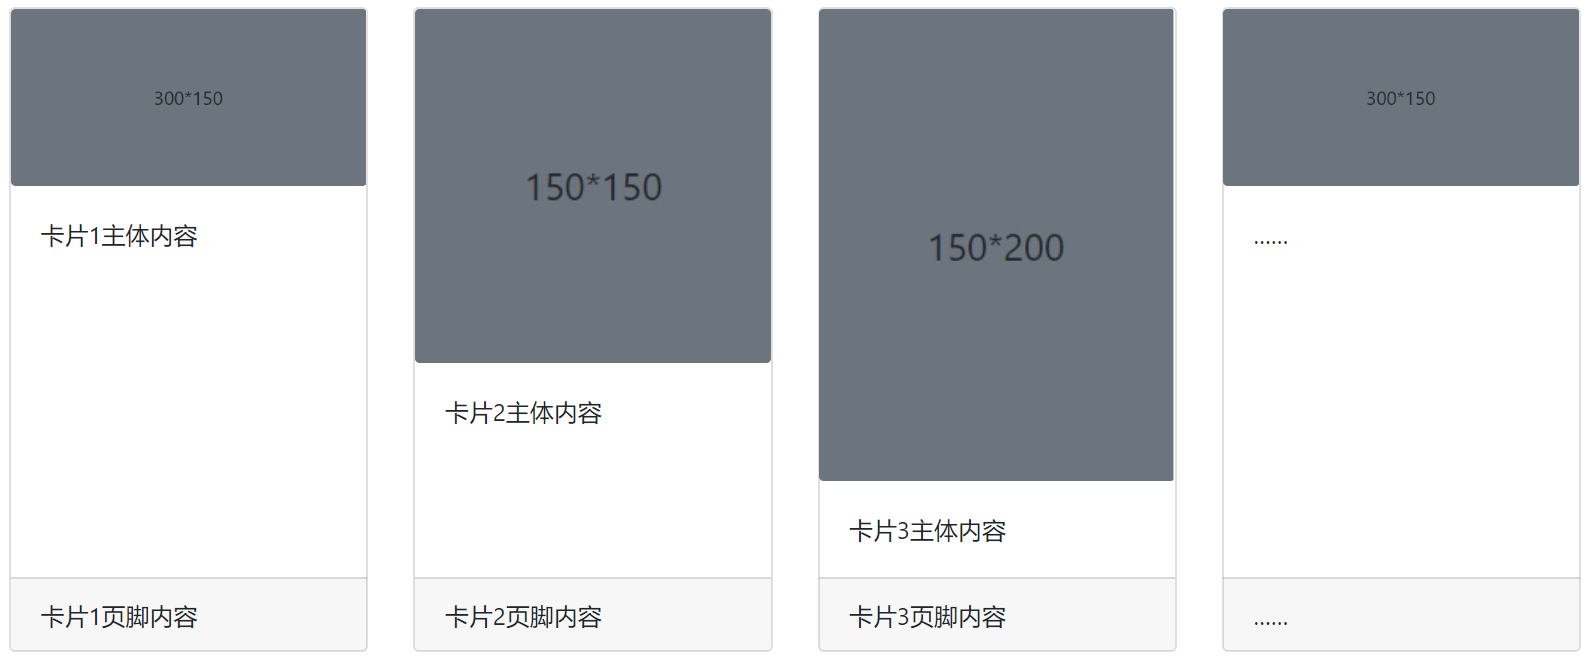 300*150
卡片1主体内容
卡片1页脚内容
150*150
卡片2主体内容
卡片2页脚内容
150*200
卡片3主体内容
卡片3页脚内容
300*150
......
......